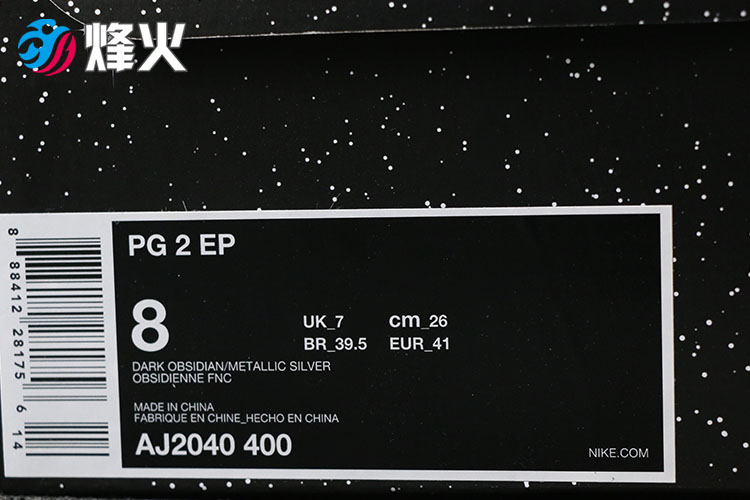 烽火
PG 2 EP
8
UK_7 cm_26
BR_39.5 EUR_41
DARK OBSIDIAN/METALLIC SILVER
OBSIDIENNE FNC
MADE IN CHINA
FABRIQUE EN CHINE_HECHO EN CHINA
AJ2040 400
NIKE.COM
8 88412 28175 6 14